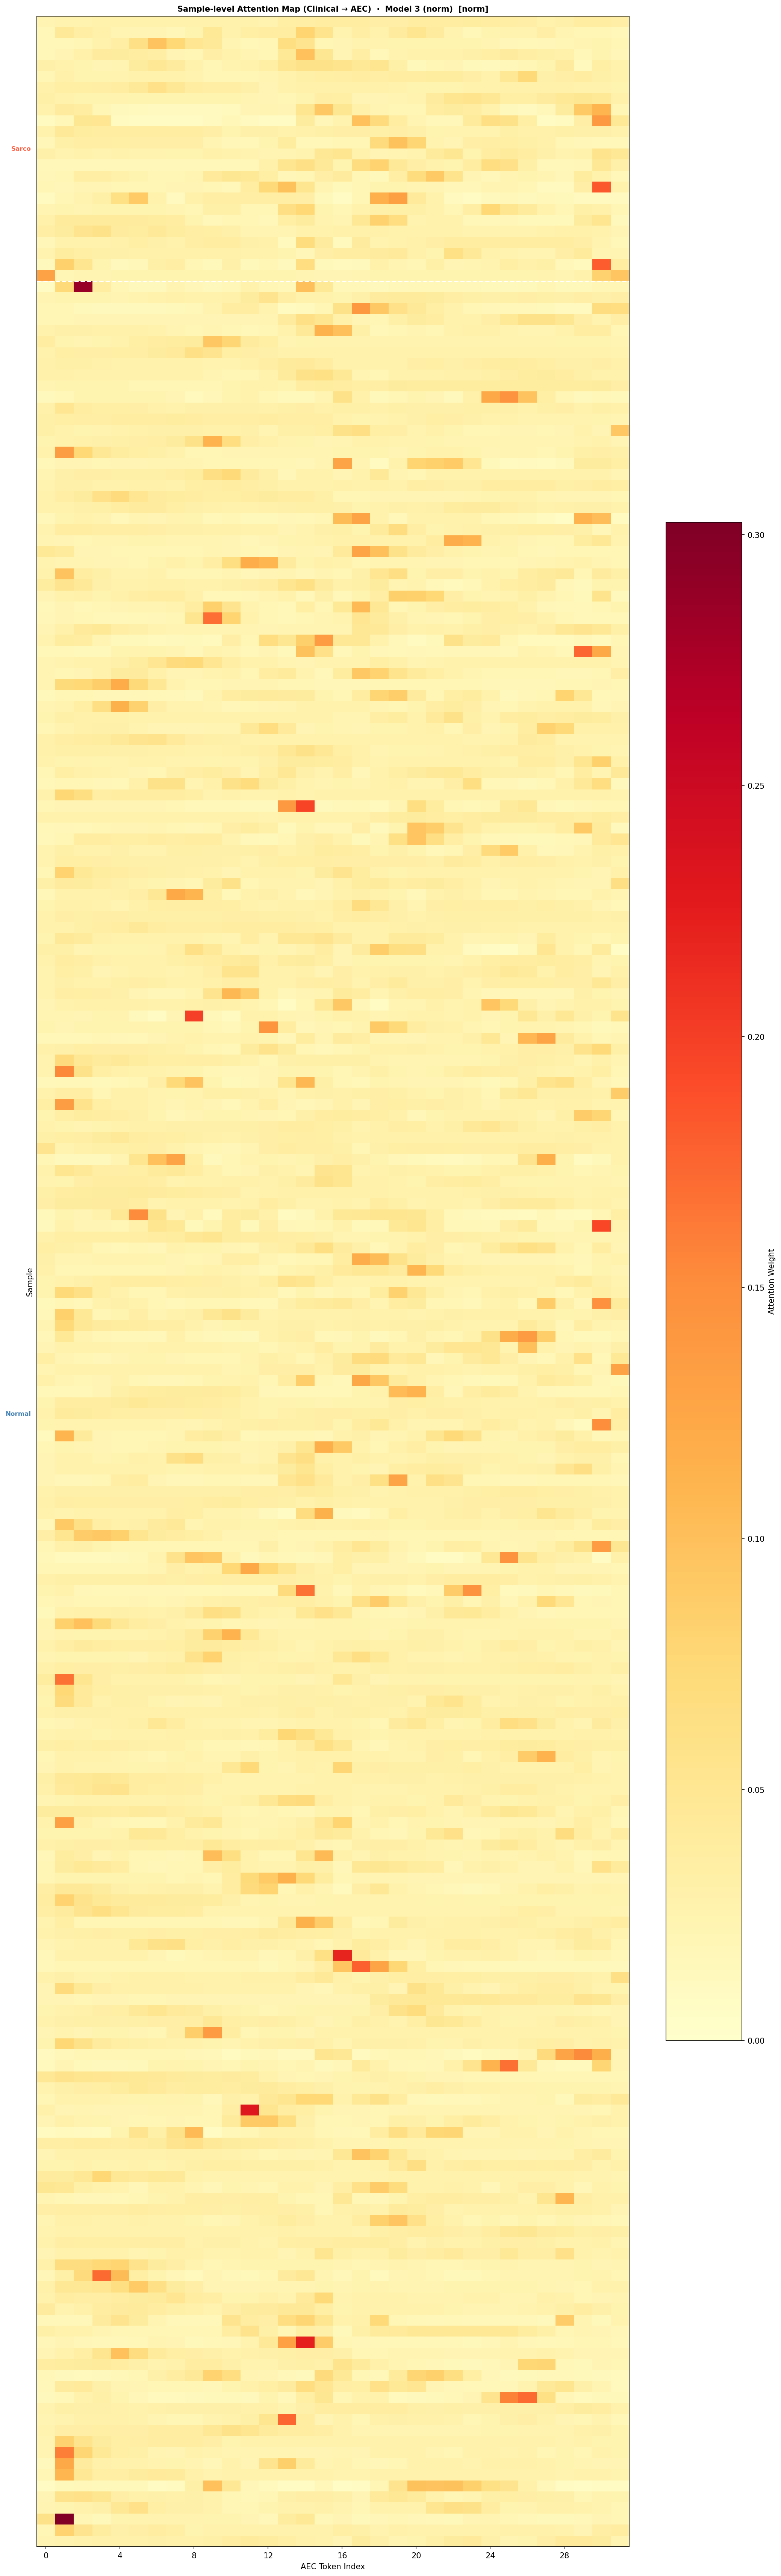 Sample-level Attention Map (Clinical → AEC)  ·  Model 3 (norm)  [norm]
Sarco
Normal
Sample
0 4 8 12 16 20 24 28
AEC Token Index
0.30
0.25
0.20
0.15
0.10
0.05
0.00
Attention Weight